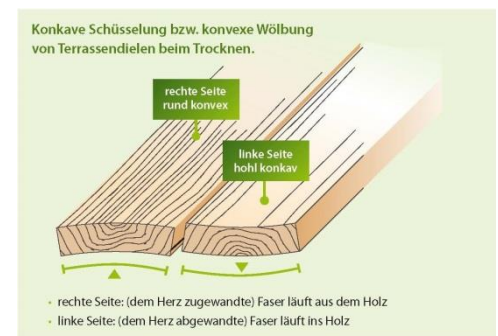 Konkave Schüsselung bzw. konvexe Wölbung
von Terrassendielen beim Trocknen.
rechte Seite
rund konvex
linke Seite
hohl konkav
• rechte Seite: (dem Herz zugewandte) Faser läuft aus dem Holz
• linke Seite: (dem Herz abgewandte) Faser läuft ins Holz